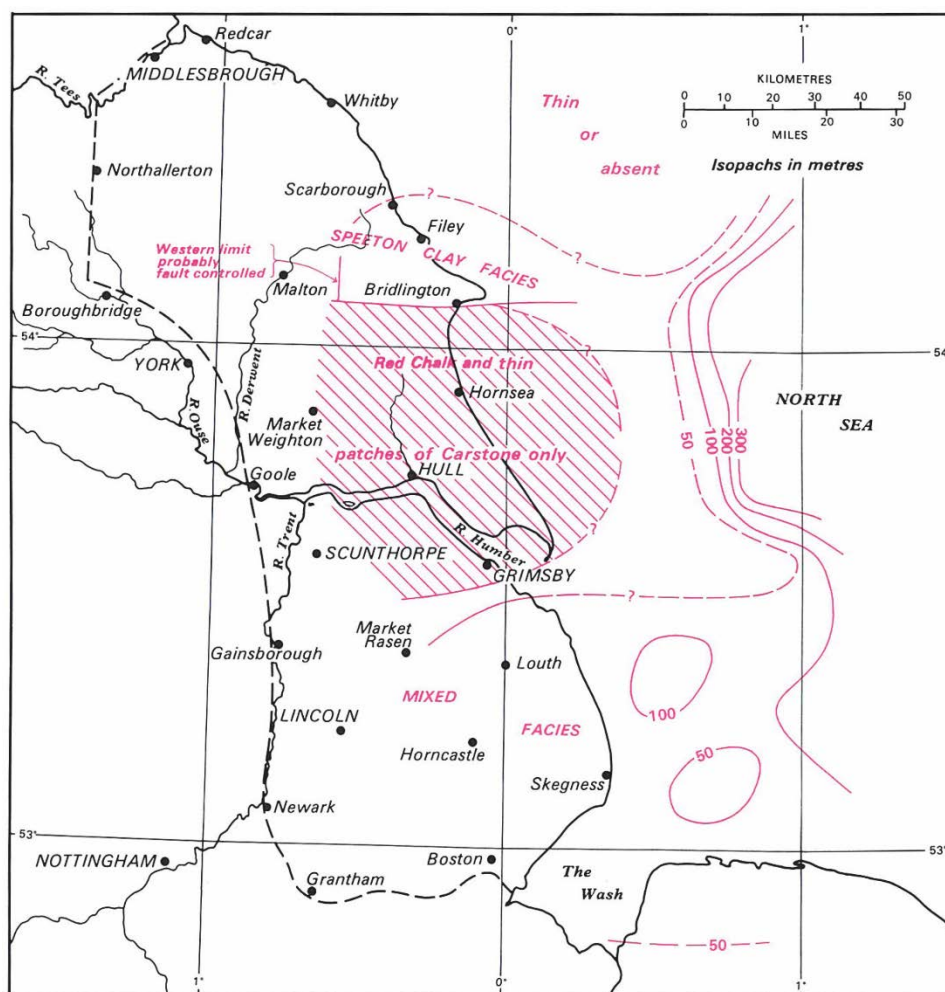 0°
1°
Redcar
MIDDLESBROUGH
R. Tees
KILOMETRES
0 10 20 30 40 50
0 10 20 30
MILES
Isopachs in metres
Thin
or
absent
Whitby
Northallerton
Scarborough
?
Filey
SPEETON CLAY FACIES
?
Western limit
probably
fault controlled
Malton
Bridlington
Boroughbridge
54°
54
YORK
R. Derwent
R. Ouse
Red Chalk and thin
?
Hornsea
NORTH
SEA
Market
Weighton
50
100
200
300
patches of Carstone only
HULL
Goole
R. Trent
R. Humber
?
SCUNTHORPE
GRIMSBY
?
Market
Rasen
Gainsborough
Louth
MIXED
FACIES
100
LINCOLN
Horncastle
50
Skegness
Newark
53°
53°
NOTTINGHAM
Boston
The
Wash
Grantham
50
1°
0°
1°